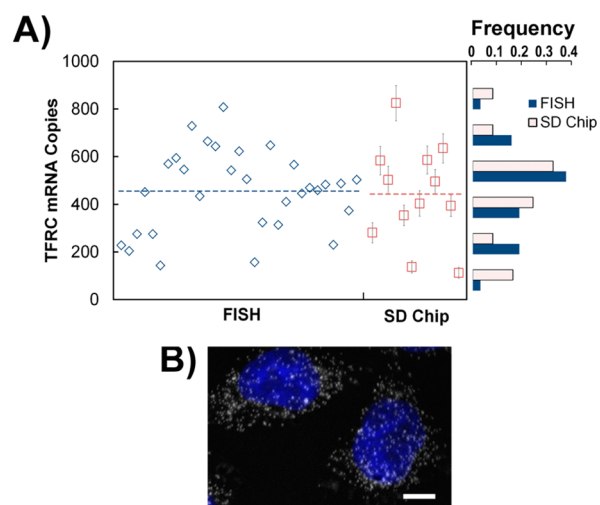 A)
Frequency
0 0.1 0.2 0.3 0.4
1000
800
600
400
200
0
TFRC mRNA Copies
FISH
SD Chip
FISH
SD Chip
B)